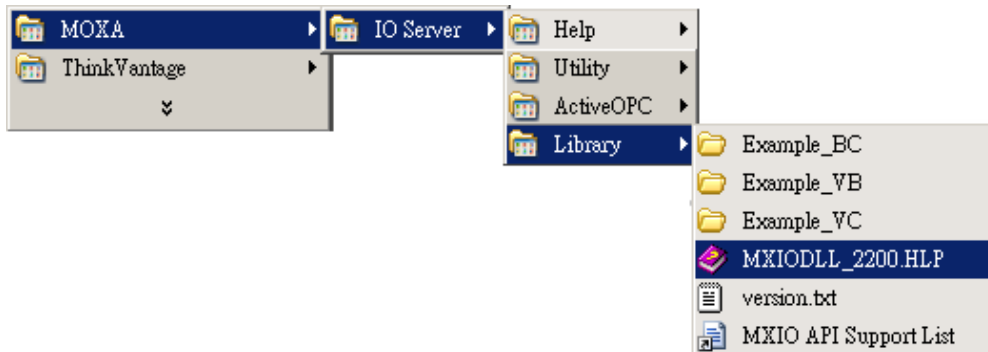 MOXA
ThinkVantage
IO Server
Help
Utility
ActiveOPC
Library
Example_BC
Example_VB
Example_VC
MXIODLL_2200.HLP
version.txt
MXIO API Support List